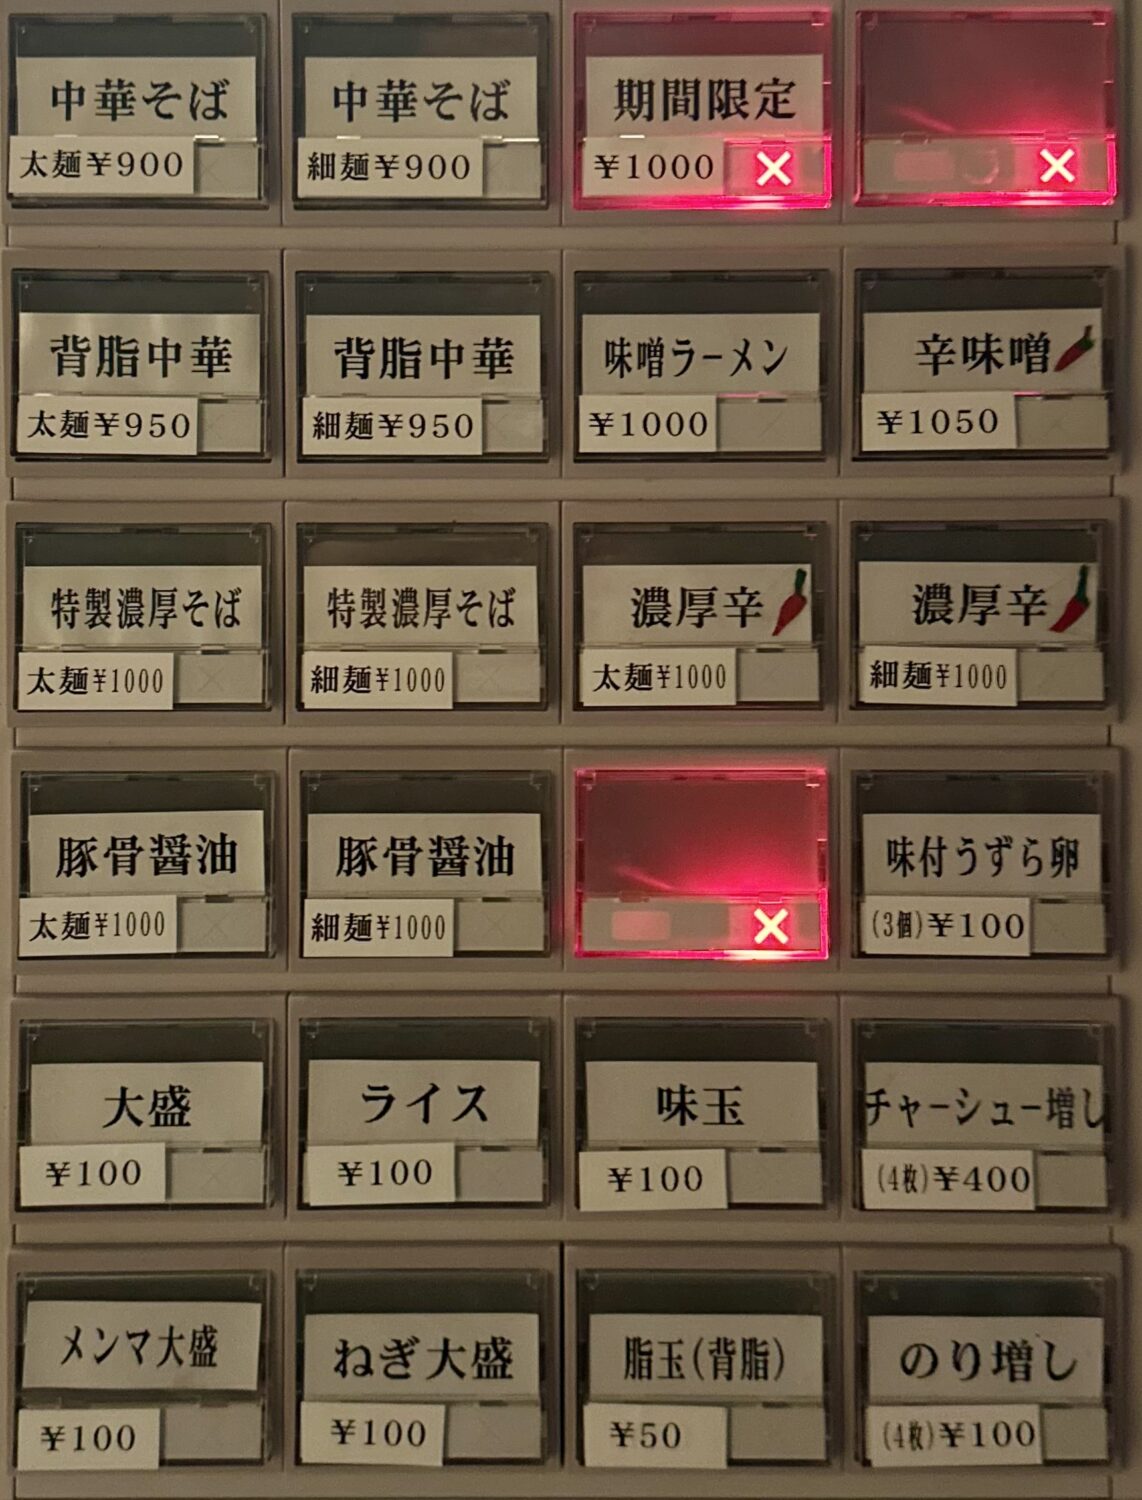 中華そば
太麺¥900
中華そば
細麺¥900
期間限定
¥1000
×
×
背脂中華
太麺¥950
背脂中華
細麺¥950
味噌ラーメン
¥1000
辛味噌
¥1050
特製濃厚そば
太麺¥1000
特製濃厚そば
細麺¥1000
濃厚辛
太麺¥1000
濃厚辛
細麺¥1000
豚骨醤油
太麺¥1000
豚骨醤油
細麺¥1000
×
味付うずら卵
(3個)¥100
大盛
¥100
ライス
¥100
味玉
¥100
チャーシュー増し
(4枚)¥400
メンマ大盛
¥100
ねぎ大盛
¥100
脂玉(背脂)
¥50
のり増し
(4枚)¥100